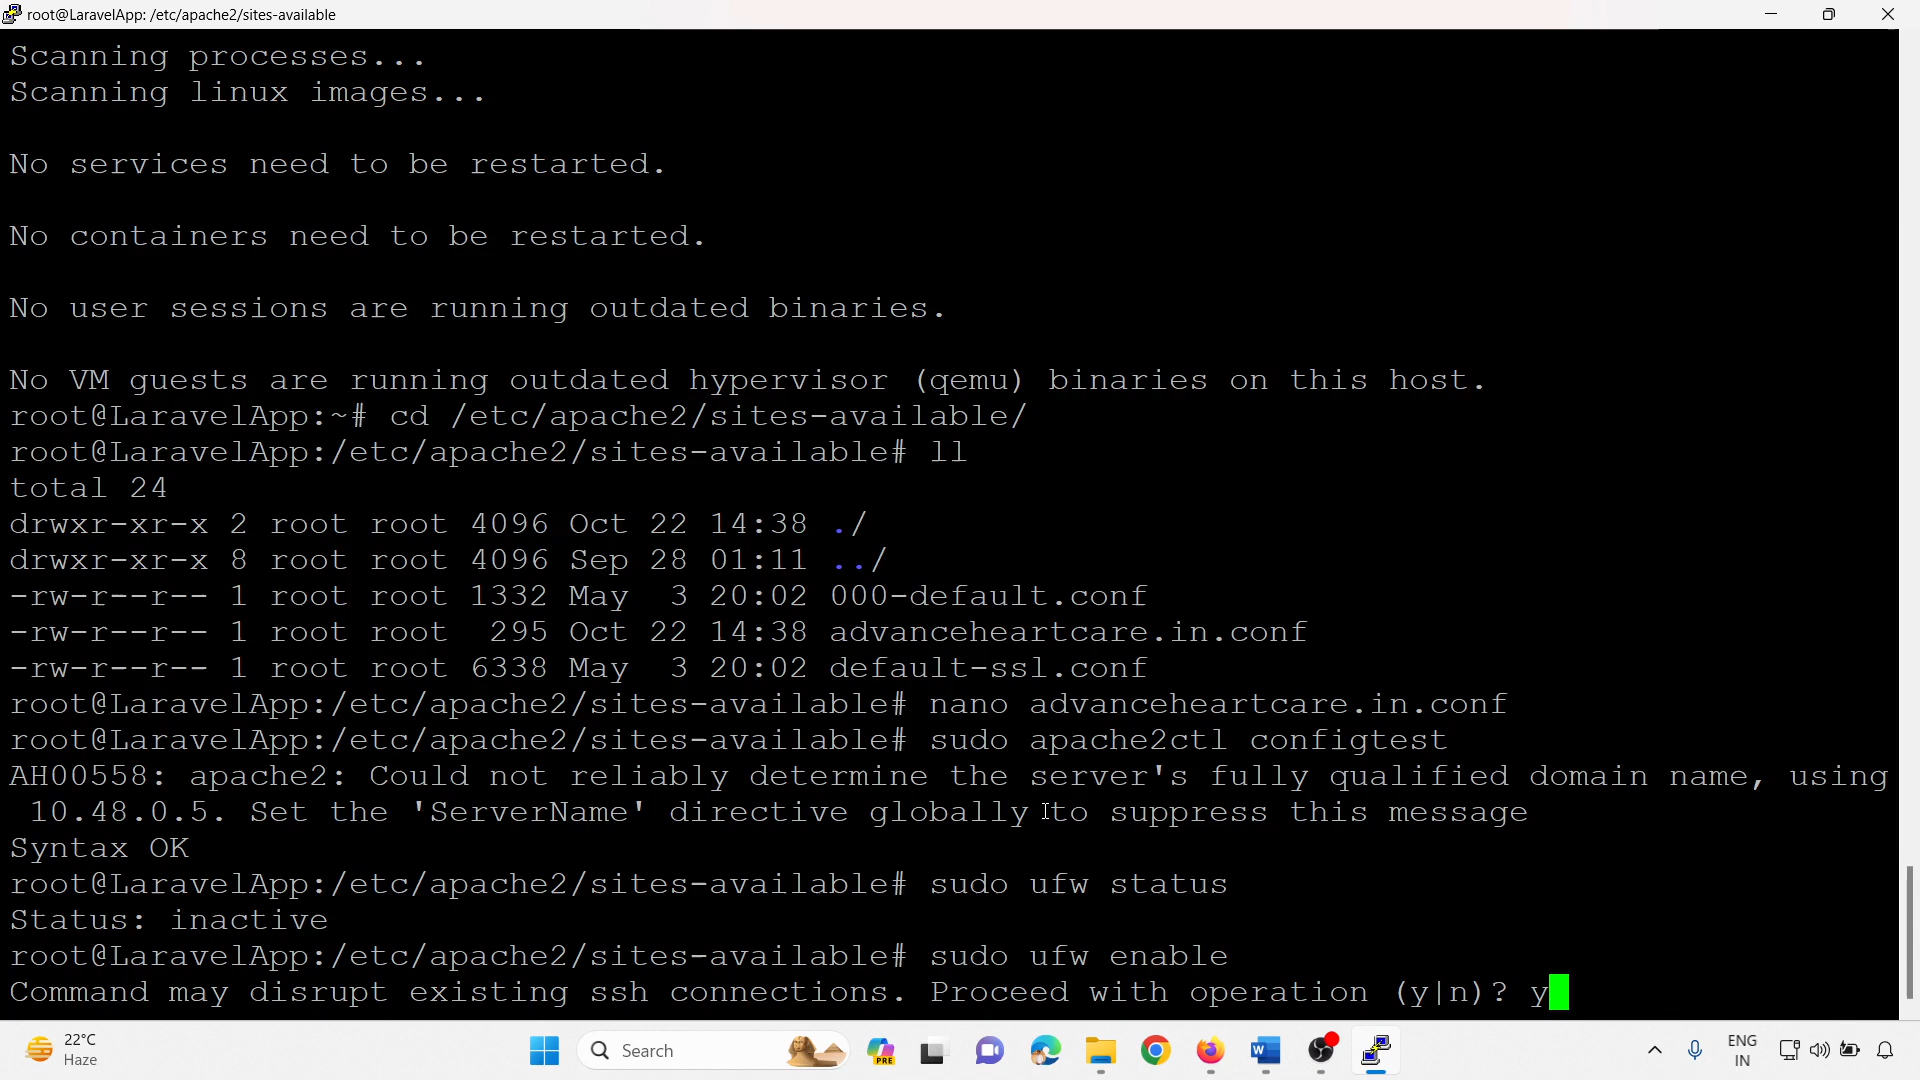 root@LaravelApp: /etc/apache2/sites-available
Scanning processes...
Scanning linux images...
No services need to be restarted.
No containers need to be restarted.
No user sessions are running outdated binaries.
No VM guests are running outdated hypervisor (qemu) binaries on this host.
root@LaravelApp:~# cd /etc/apache2/sites-available/
root@LaravelApp:/etc/apache2/sites-available# ll
total 24
drwxr-xr-x 2 root root 4096 Oct 22 14:38 ./
drwxr-xr-x 8 root root 4096 Sep 28 01:11 ../
-rw-r--r-- 1 root root 1332 May  3 20:02 000-default.conf
-rw-r--r-- 1 root root  295 Oct 22 14:38 advanceheartcare.in.conf
-rw-r--r-- 1 root root 6338 May  3 20:02 default-ssl.conf
root@LaravelApp:/etc/apache2/sites-available# nano advanceheartcare.in.conf
root@LaravelApp:/etc/apache2/sites-available# sudo apache2ctl configtest
AH00558: apache2: Could not reliably determine the server's fully qualified domain name, using
 10.48.0.5. Set the 'ServerName' directive globally to suppress this message
Syntax OK
root@LaravelApp:/etc/apache2/sites-available# sudo ufw status
Status: inactive
root@LaravelApp:/etc/apache2/sites-available# sudo ufw enable
Command may disrupt existing ssh connections. Proceed with operation (y|n)? y
22°C
Haze
Search
PRE
W
ENG
IN